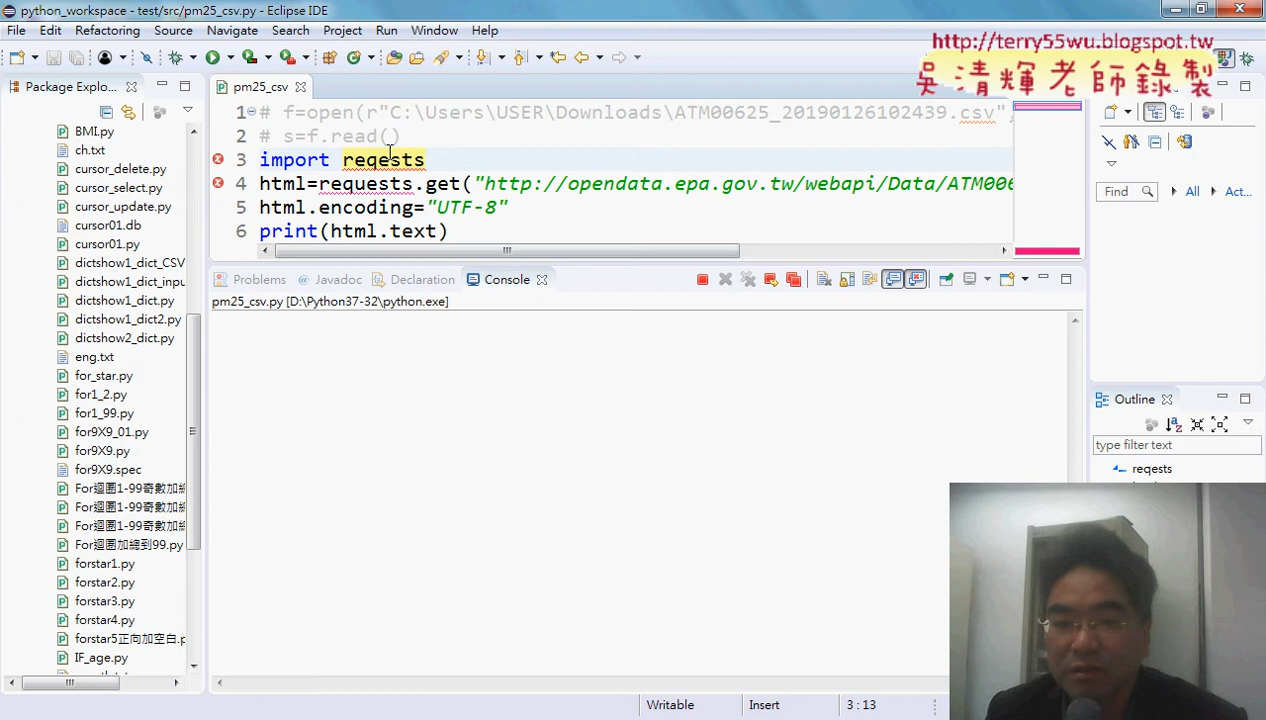 python_workspace - test/src/pm25_csv.py - Eclipse IDE
File Edit Refactoring Source Navigate Search Project Run Window Help
http://terry55wu.blogspot.tw
吳清輝老師錄製
Package Explo...
pm25_csv
1 # f=open(r"C:\Users\USER\Downloads\ATM00625_20190126102439.csv",
2 # s=f.read()
3 import reqests
4 html=requests.get("http://opendata.epa.gov.tw/webapi/Data/ATM006
5 html.encoding="UTF-8"
6 print(html.text)
BMI.py
ch.txt
cursor_delete.py
cursor_select.py
cursor_update.py
cursor01.db
cursor01.py
dictshow1_dict_CSV
dictshow1_dict_inpu
dictshow1_dict.py
dictshow1_dict2.py
dictshow2_dict.py
eng.txt
for_star.py
for1_2.py
for1_99.py
for9X9_01.py
for9X9.py
for9X9.spec
For迴圈1-99奇數加總
For迴圈1-99奇數加總
For迴圈1-99奇數加總
For迴圈加總到99.py
forstar1.py
forstar2.py
forstar3.py
forstar4.py
forstar5正向加空白.p
IF_age.py
Problems Javadoc Declaration Console
pm25_csv.py [D:\Python37-32\python.exe]
Find All Act...
Outline
type filter text
reqests
Writable Insert 3 : 13